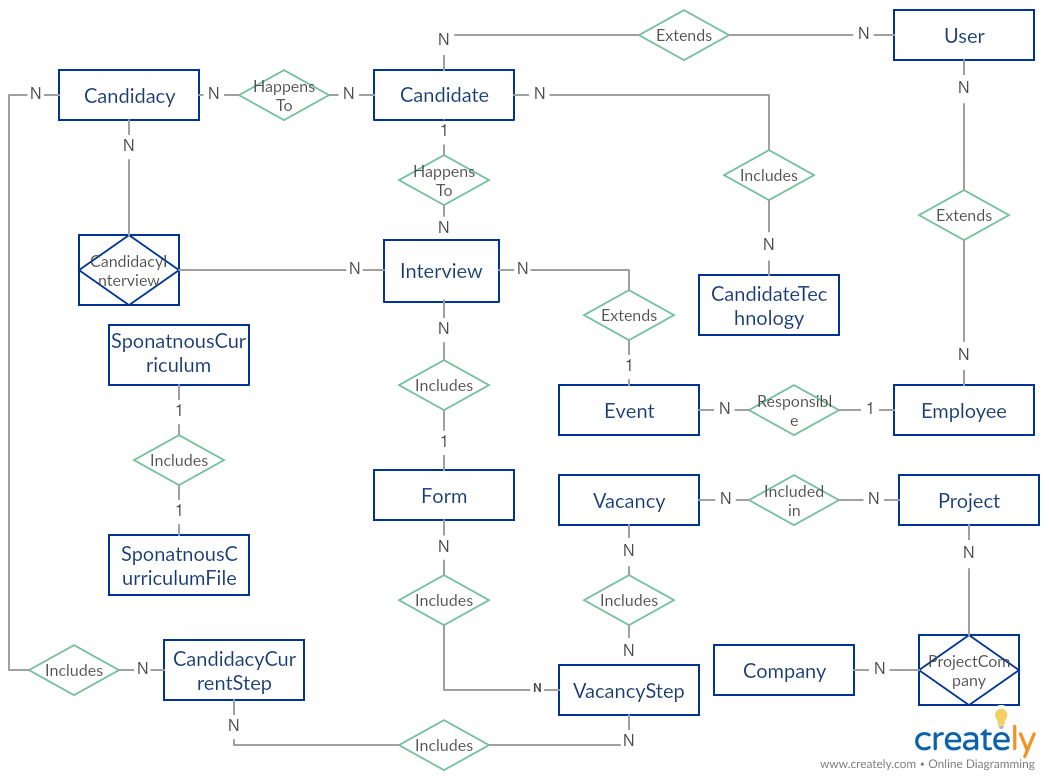 User
Extends
N
N
Candidacy
N
N
Happens
To
N
Candidate
N
1
N
N
Happens
To
Includes
Extends
N
N
N
CandidacyI
nterview
N
Interview
N
CandidateTec
hnology
Extends
N
SponatnousCur
riculum
N
1
Includes
1
Event
N
Responsibl
e
1
Employee
1
Includes
1
Form
Vacancy
N
Included
in
N
Project
1
N
N
N
SponatnousC
urriculumFile
Includes
Includes
N
Includes
N
CandidacyCur
rentStep
N
VacancyStep
Company
N
ProjectCom
pany
N
Includes
N
creately
www.creately.com • Online Diagramming